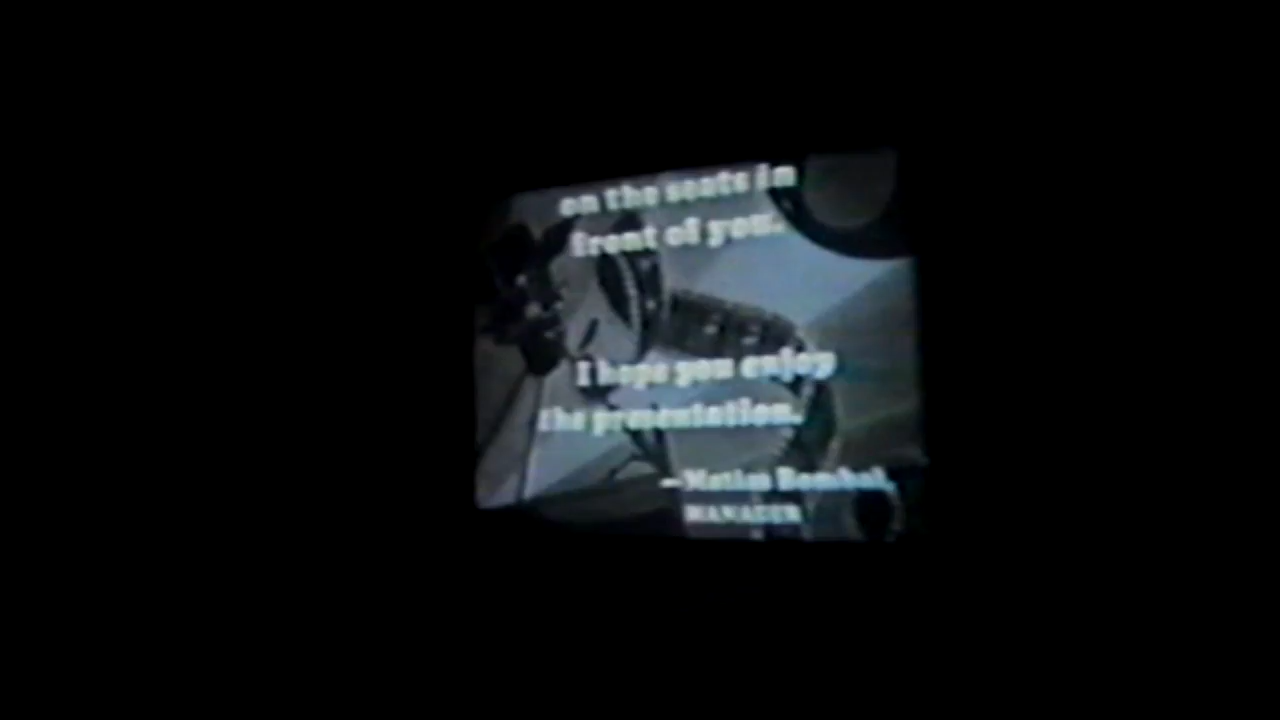 on the seats in
front of you.
I hope you enjoy
the presentation.
—Matias Bombal,
MANAGER